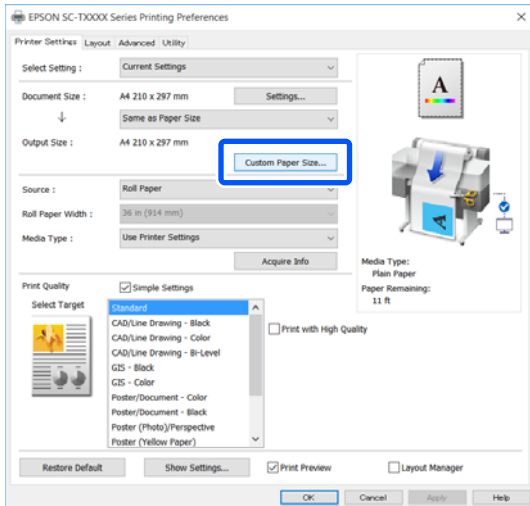 EPSON SC-TXXXX Series Printing Preferences
Printer Settings Layout Advanced Utility
Select Setting : Current Settings
Document Size : A4 210 x 297 mm Settings...
Same as Paper Size
Output Size : A4 210 x 297 mm
Custom Paper Size...
Source : Roll Paper
Roll Paper Width : 36 in (914 mm)
Media Type : Use Printer Settings
Acquire Info
A
Media Type:
Plain Paper
Paper Remaining:
11 ft
Print Quality Simple Settings
Select Target
Standard
CAD/Line Drawing - Black
CAD/Line Drawing - Color
CAD/Line Drawing - Bi-Level
GIS - Black
GIS - Color
Poster/Document - Color
Poster/Document - Black
Poster (Photo)/Perspective
Poster (Yellow Paper)
Print with High Quality
Restore Default Show Settings... Print Preview Layout Manager
OK Cancel Apply Help